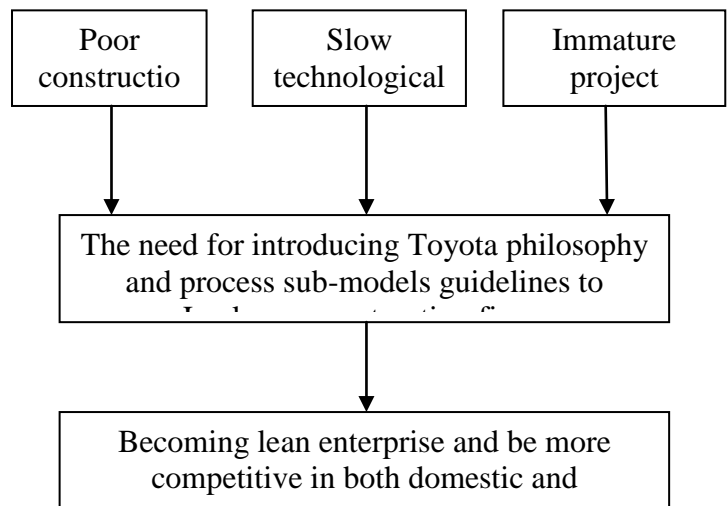 Poor
constructio
Slow
technological
Immature
project
The need for introducing Toyota philosophy
and process sub-models guidelines to
Becoming lean enterprise and be more
competitive in both domestic and